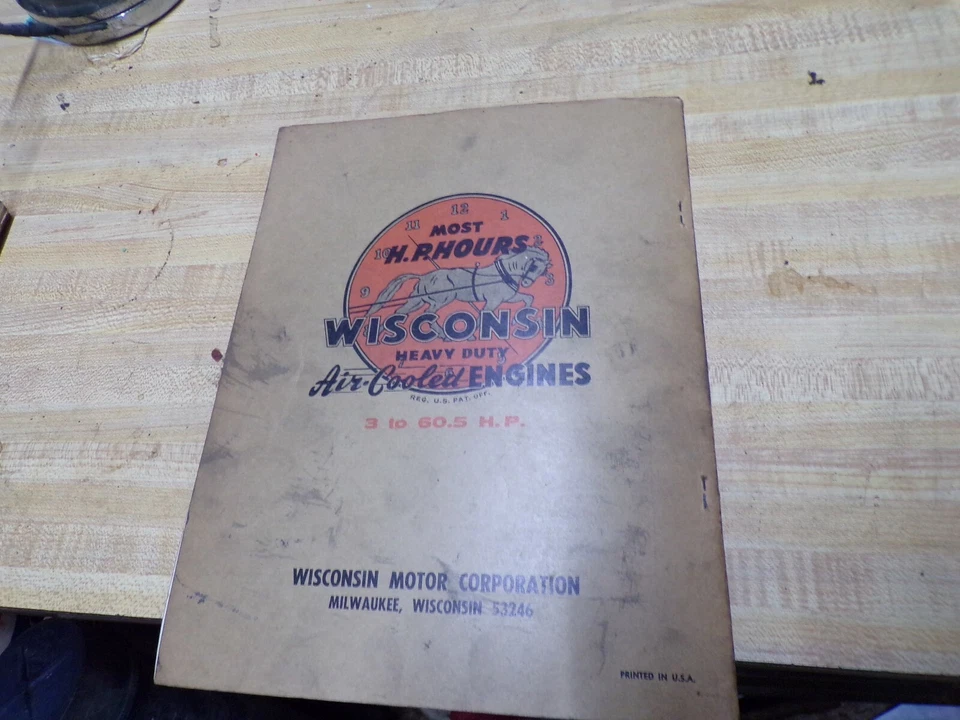 12
11 1
MOST
10 H.P. HOURS 2
3
9
WISCONSIN
HEAVY DUTY
Air-Cooled ENGINES
REG. U.S. PAT. OFF.
3 to 60.5 H.P.
WISCONSIN MOTOR CORPORATION
MILWAUKEE, WISCONSIN 53246
PRINTED IN U.S.A.